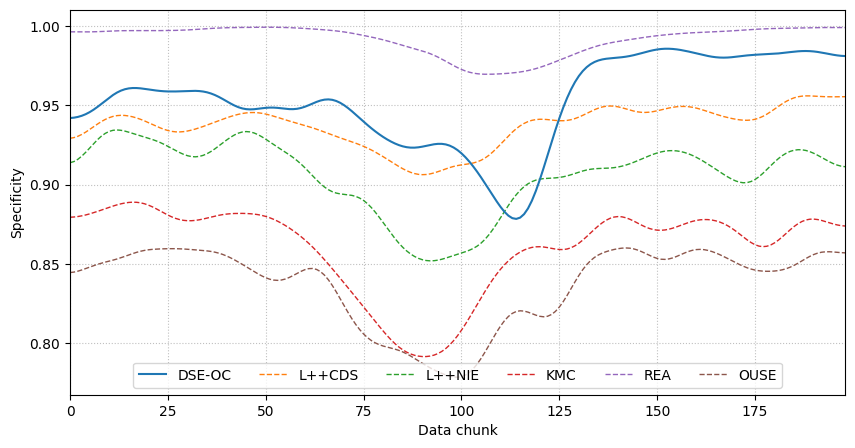 1.00
0.95
0.90
0.85
0.80
Specificity
DSE-OC L++CDS L++NIE KMC REA OUSE
0 25 50 75 100 125 150 175
Data chunk